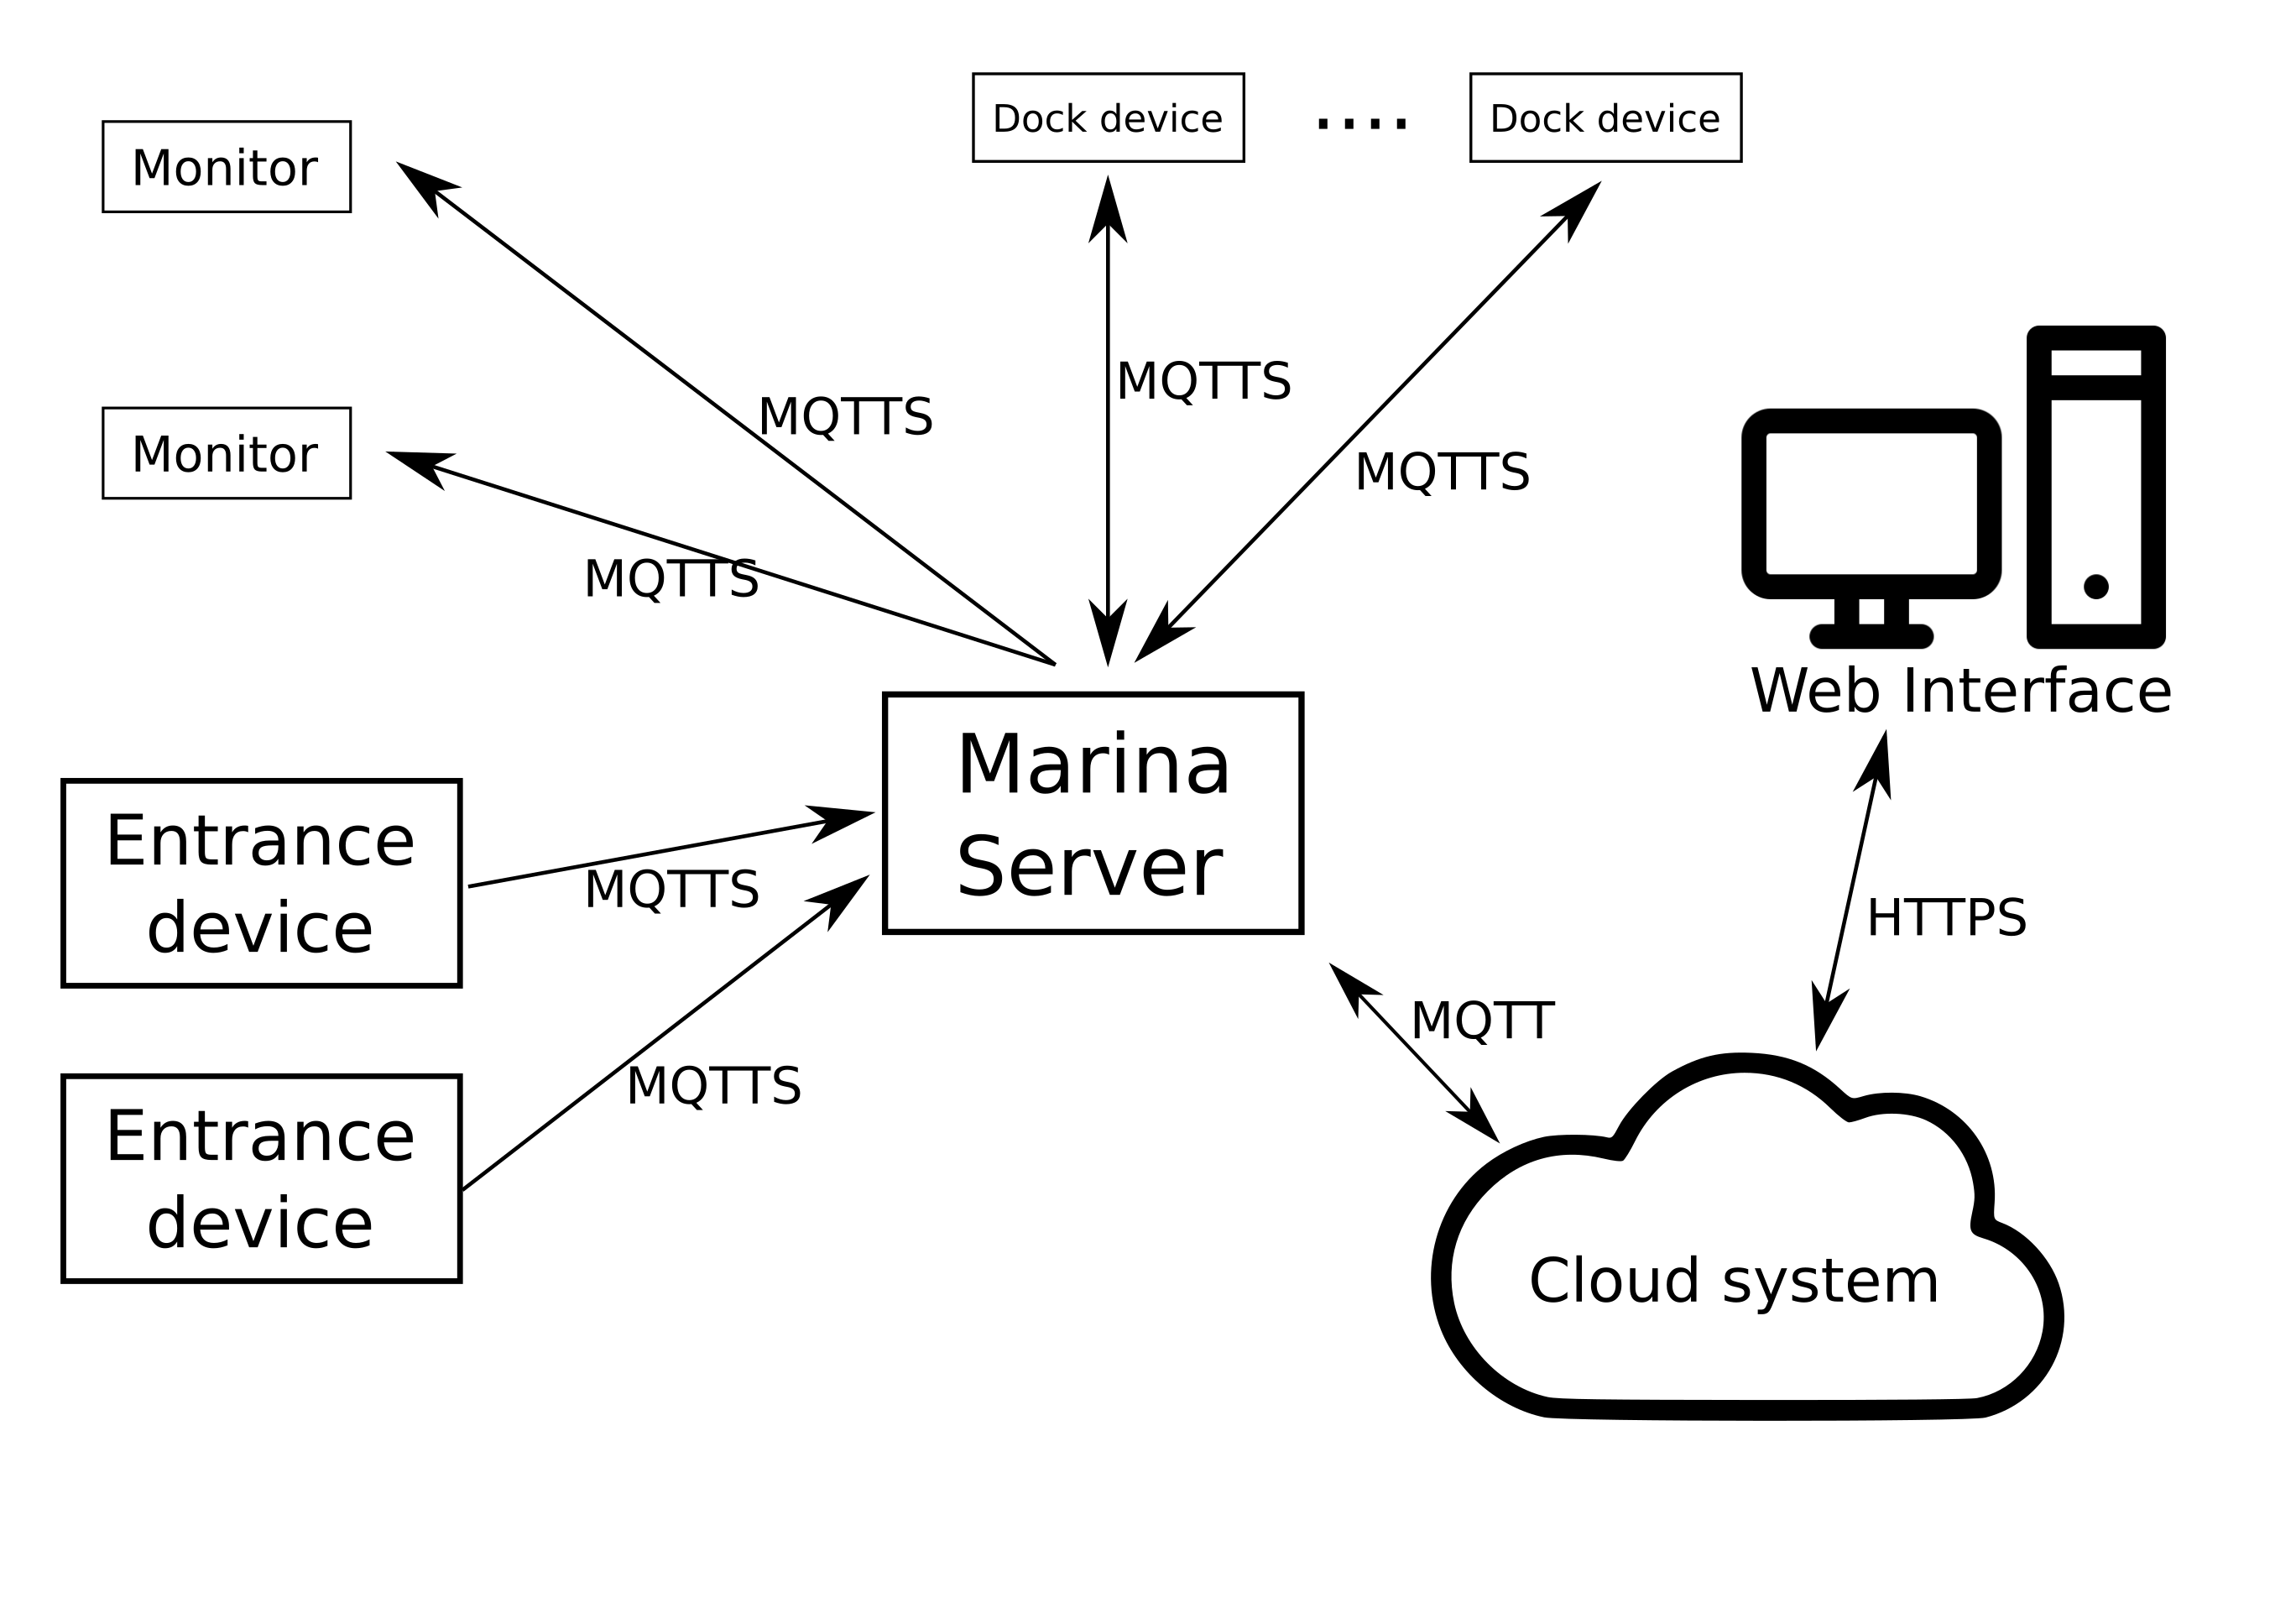 Dock device
....
Dock device
Monitor
MQTTS
MQTTS
Monitor
MQTTS
MQTTS
Web Interface
Marina
Server
Entrance
device
MQTTS
HTTPS
MQTT
MQTTS
Entrance
device
Cloud system